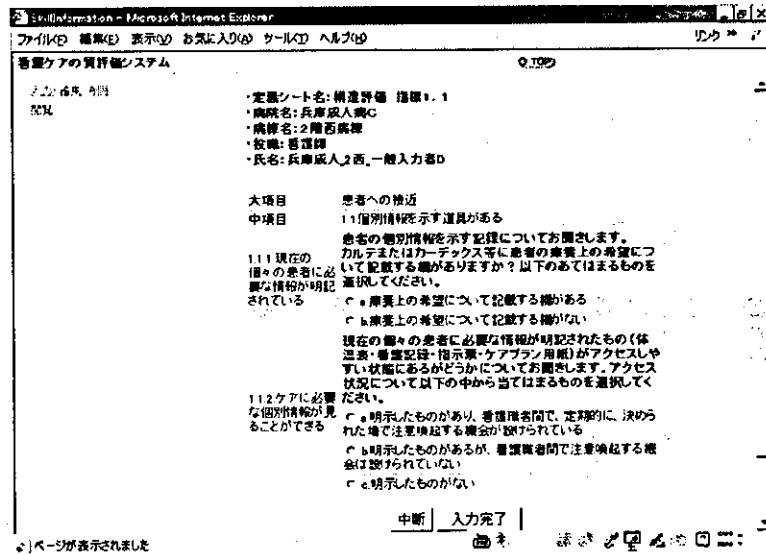 SkillInformation - Microsoft Internet Explorer
ファイル(F) 編集(E) 表示(V) お気に入り(A) ツール(T) ヘルプ(H)
リンク »
看護ケアの質評価システム
TOP
閲覧
・定義シート名:構造評価 指標1.1
・病院名:兵庫成人病C
・病棟名:2階西病棟
・役職:看護師
・氏名:兵庫成人_2西_一般入力者D
大項目 患者への接近
中項目 1.1個別情報を示す道具がある
1.1.1 現在の
個々の患者に必
要な情報が明記
されている
患者の個別情報を示す記録についてお聞きします。
カルテまたはカーデックス等に患者の療養上の希望につ
いて記載する欄がありますか?以下のあてはまるものを
選択してください。
a.療養上の希望について記載する欄がある
b.療養上の希望について記載する欄がない
1.1.2 ケアに必要
な個別情報が見
ることができる
現在の個々の患者に必要な情報が明記されたもの(体
温表・看護記録・指示票・ケアプラン用紙)がアクセスしや
すい状態にあるかどうかについてお聞きします。アクセス
状況について以下の中から当てはまるものを選択してく
ださい。
a.明示したものがあり、看護職者間で、定期的に、決めら
れた場で注意喚起する機会が設けられている
b.明示したものがあるが、看護職者間で注意喚起する機
会は設けられていない
c.明示したものがない
中断 入力完了
ページが表示されました